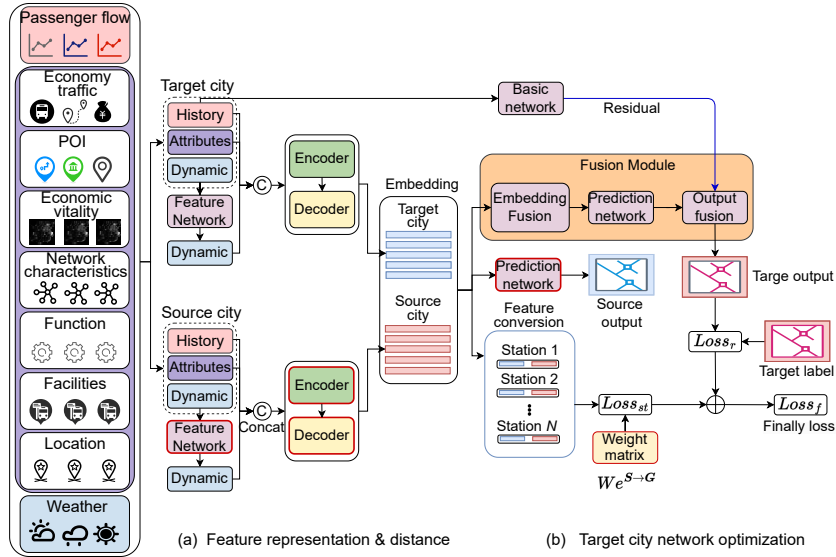 Passenger flow
Economy
traffic
POI
Economic
vitality
Network
characteristics
Function
Facilities
Location
Weather
Target city
History
Attributes
Dynamic
Feature
Network
Dynamic
C
Encoder
Decoder
Source city
History
Attributes
Dynamic
Feature
Network
Dynamic
C
Concat
Encoder
Decoder
(a) Feature representation & distance
Embedding
Target
city
Source
city
Basic
network
Residual
Fusion Module
Embedding
Fusion
Prediction
network
Output
fusion
Prediction
network
Source
output
Targe output
Feature
conversion
Station 1
Station 2
Station N
Loss_r
Target label
Loss_st
Loss_f
Finally loss
Weight
matrix
We^{S→G}
(b) Target city network optimization